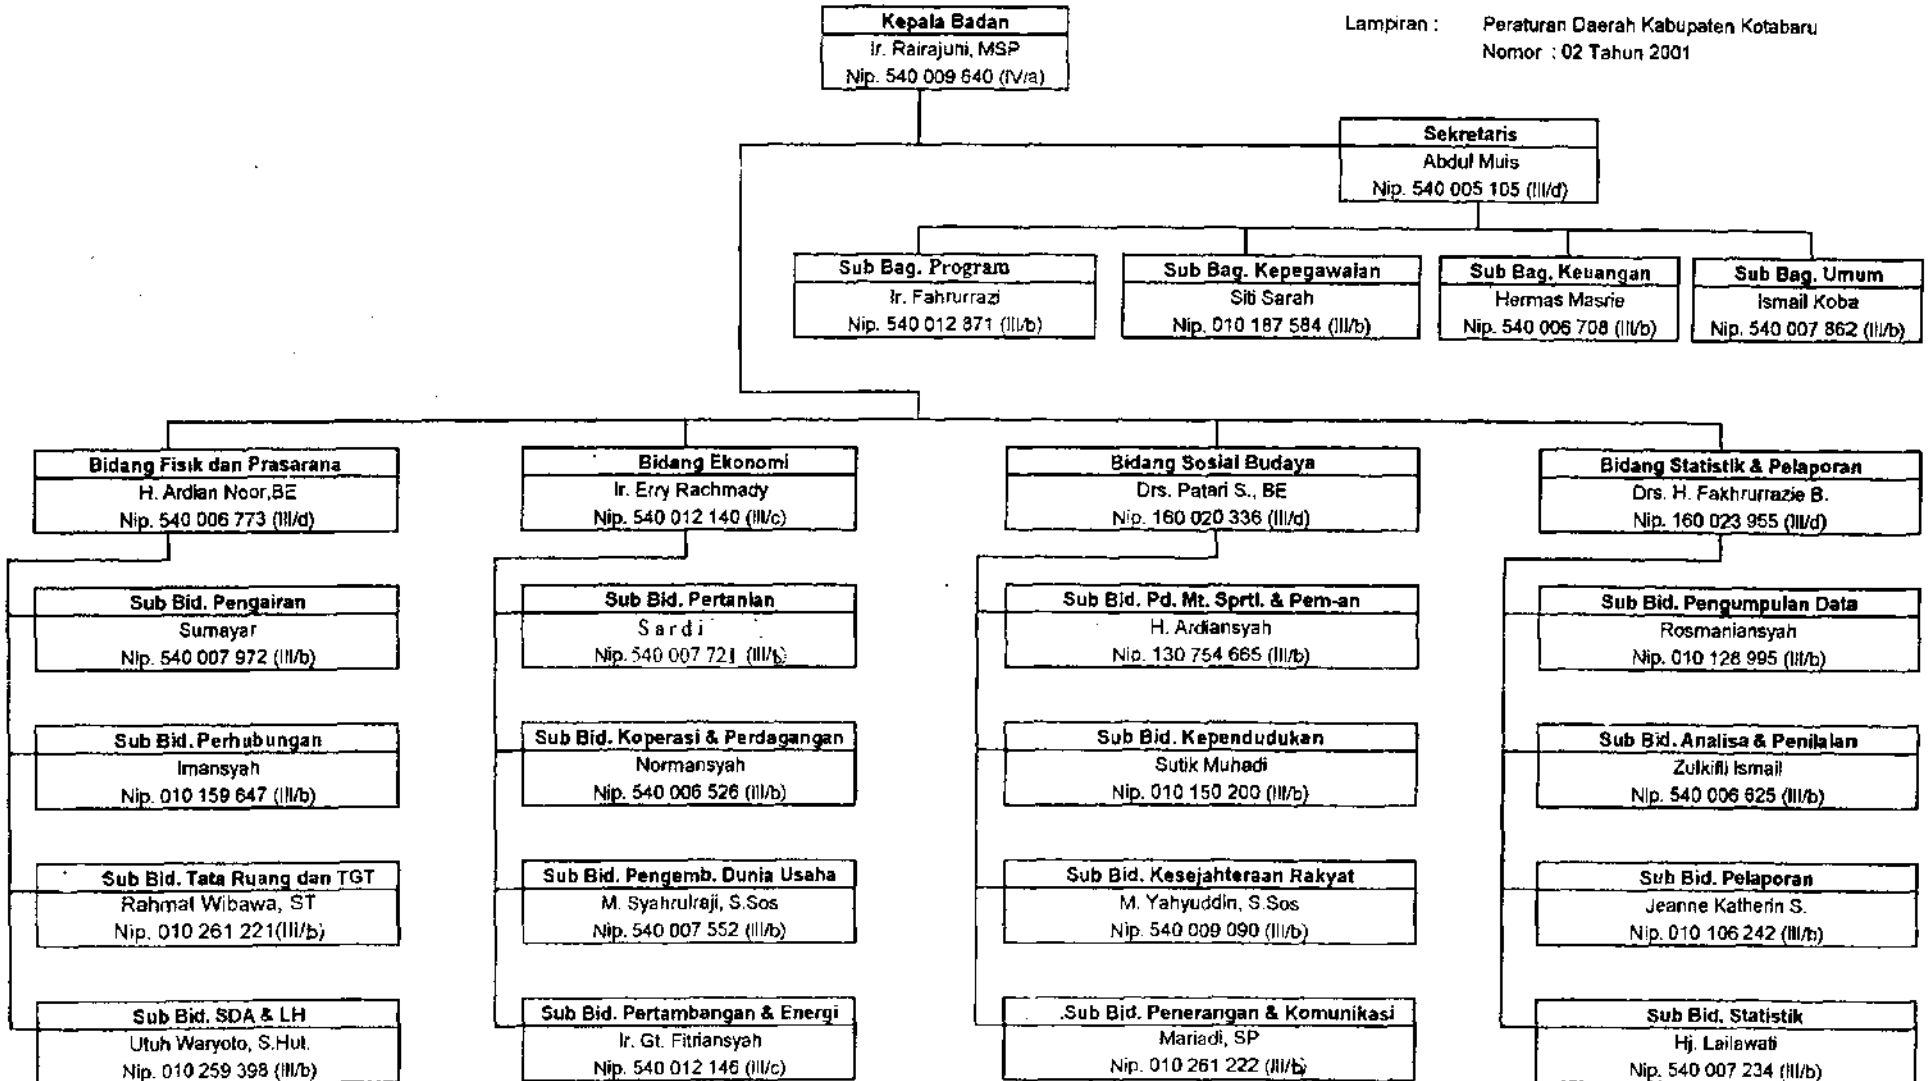 Kepala Badan
Ir. Rairajuni, MSP
Nip. 540 009 640 (IV/a)
Lampiran : Peraturan Daerah Kabupaten Kotabaru
Nomor : 02 Tahun 2001
Sekretaris
Abdul Muis
Nip. 540 005 105 (III/d)
Sub Bag. Program
Ir. Fahrurrazi
Nip. 540 012 871 (III/b)
Sub Bag. Kepegawaian
Siti Sarah
Nip. 010 187 584 (III/b)
Sub Bag. Keuangan
Hermas Masrie
Nip. 540 006 708 (III/b)
Sub Bag. Umum
Ismail Koba
Nip. 540 007 862 (III/b)
Bidang Fisik dan Prasarana
H. Ardian Noor,BE
Nip. 540 006 773 (III/d)
Bidang Ekonomi
Ir. Erry Rachmady
Nip. 540 012 140 (III/c)
Bidang Sosial Budaya
Drs. Patari S., BE
Nip. 160 020 336 (III/d)
Bidang Statistik & Pelaporan
Drs. H. Fakhrurrazie B.
Nip. 160 023 955 (III/d)
Sub Bid. Pengairan
Sumayar
Nip. 540 007 972 (III/b)
Sub Bid. Pertanian
Sardi
Nip. 540 007 721 (III/b)
Sub Bid. Pd. Mt. Sprtl. & Pem-an
H. Ardiansyah
Nip. 130 754 665 (III/b)
Sub Bid. Pengumpulan Data
Rosmaniansyah
Nip. 010 128 995 (III/b)
Sub Bid. Perhubungan
Imansyah
Nip. 010 159 647 (III/b)
Sub Bid. Koperasi & Perdagangan
Normansyah
Nip. 540 006 526 (III/b)
Sub Bid. Kependudukan
Sutik Muhadi
Nip. 010 150 200 (III/b)
Sub Bid. Analisa & Penilaian
Zulkifli Ismail
Nip. 540 006 625 (III/b)
Sub Bid. Tata Ruang dan TGT
Rahmat Wibawa, ST
Nip. 010 261 221(III/b)
Sub Bid. Pengemb. Dunia Usaha
M. Syahrulraji, S.Sos
Nip. 540 007 552 (III/b)
Sub Bid. Kesejahteraan Rakyat
M. Yahyuddin, S.Sos
Nip. 540 009 090 (III/b)
Sub Bid. Pelaporan
Jeanne Katherin S.
Nip. 010 106 242 (III/b)
Sub Bid. SDA & LH
Utuh Waryoto, S.Hut.
Nip. 010 259 398 (III/b)
Sub Bid. Pertambangan & Energi
Ir. Gt. Fitriansyah
Nip. 540 012 146 (III/c)
Sub Bid. Penerangan & Komunikasi
Mariadi, SP
Nip. 010 261 222 (III/b)
Sub Bid. Statistik
Hj. Lailawati
Nip. 540 007 234 (III/b)